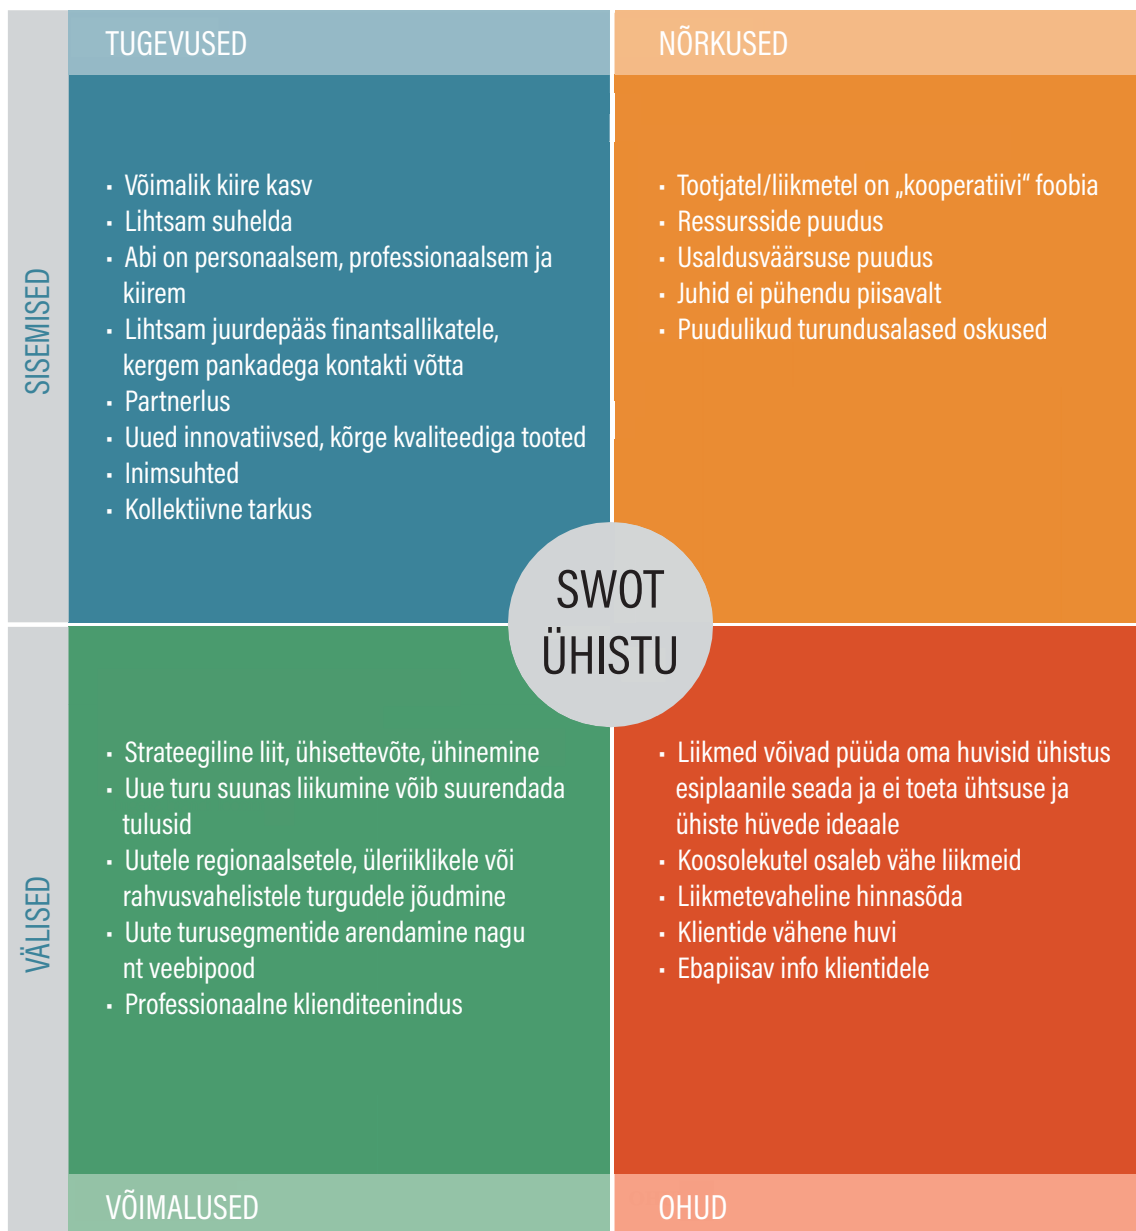 TUGEVUSED
NÕRKUSED
SISEMISED
▪ Võimalik kiire kasv
▪ Lihtsam suhelda
▪ Abi on personaalsem, professionaalsem ja
kiirem
▪ Lihtsam juurdepääs finantsallikatele,
kergem pankadega kontakti võtta
▪ Partnerlus
▪ Uued innovatiivsed, kõrge kvaliteediga tooted
▪ Inimsuhted
▪ Kollektiivne tarkus
▪ Tootjatel/liikmetel on „kooperatiivi“ foobia
▪ Ressursside puudus
▪ Usaldusväärsuse puudus
▪ Juhid ei pühendu piisavalt
▪ Puudulikud turundusalased oskused
SWOT
ÜHISTU
VÄLISED
▪ Strateegiline liit, ühisettevõte, ühinemine
▪ Uue turu suunas liikumine võib suurendada
tulusid
▪ Uutele regionaalsetele, üleriiklikele või
rahvusvahelistele turgudele jõudmine
▪ Uute turusegmentide arendamine nagu
nt veebipood
▪ Professionaalne klienditeenindus
▪ Liikmed võivad püüda oma huvisid ühistus
esiplaanile seada ja ei toeta ühtsuse ja
ühiste hüvede ideaale
▪ Koosolekutel osaleb vähe liikmeid
▪ Liikmetevaheline hinnasõda
▪ Klientide vähene huvi
▪ Ebapiisav info klientidele
VÕIMALUSED
OHUD